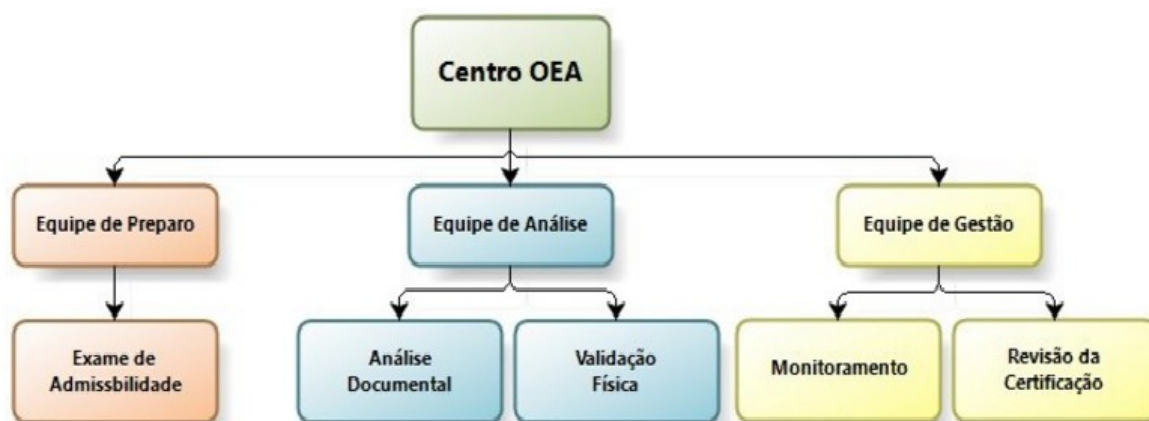 Centro OEA
Equipe de Preparo
Equipe de Análise
Equipe de Gestão
Exame de
Admissbilidade
Análise
Documental
Validação
Física
Monitoramento
Revisão da
Certificação